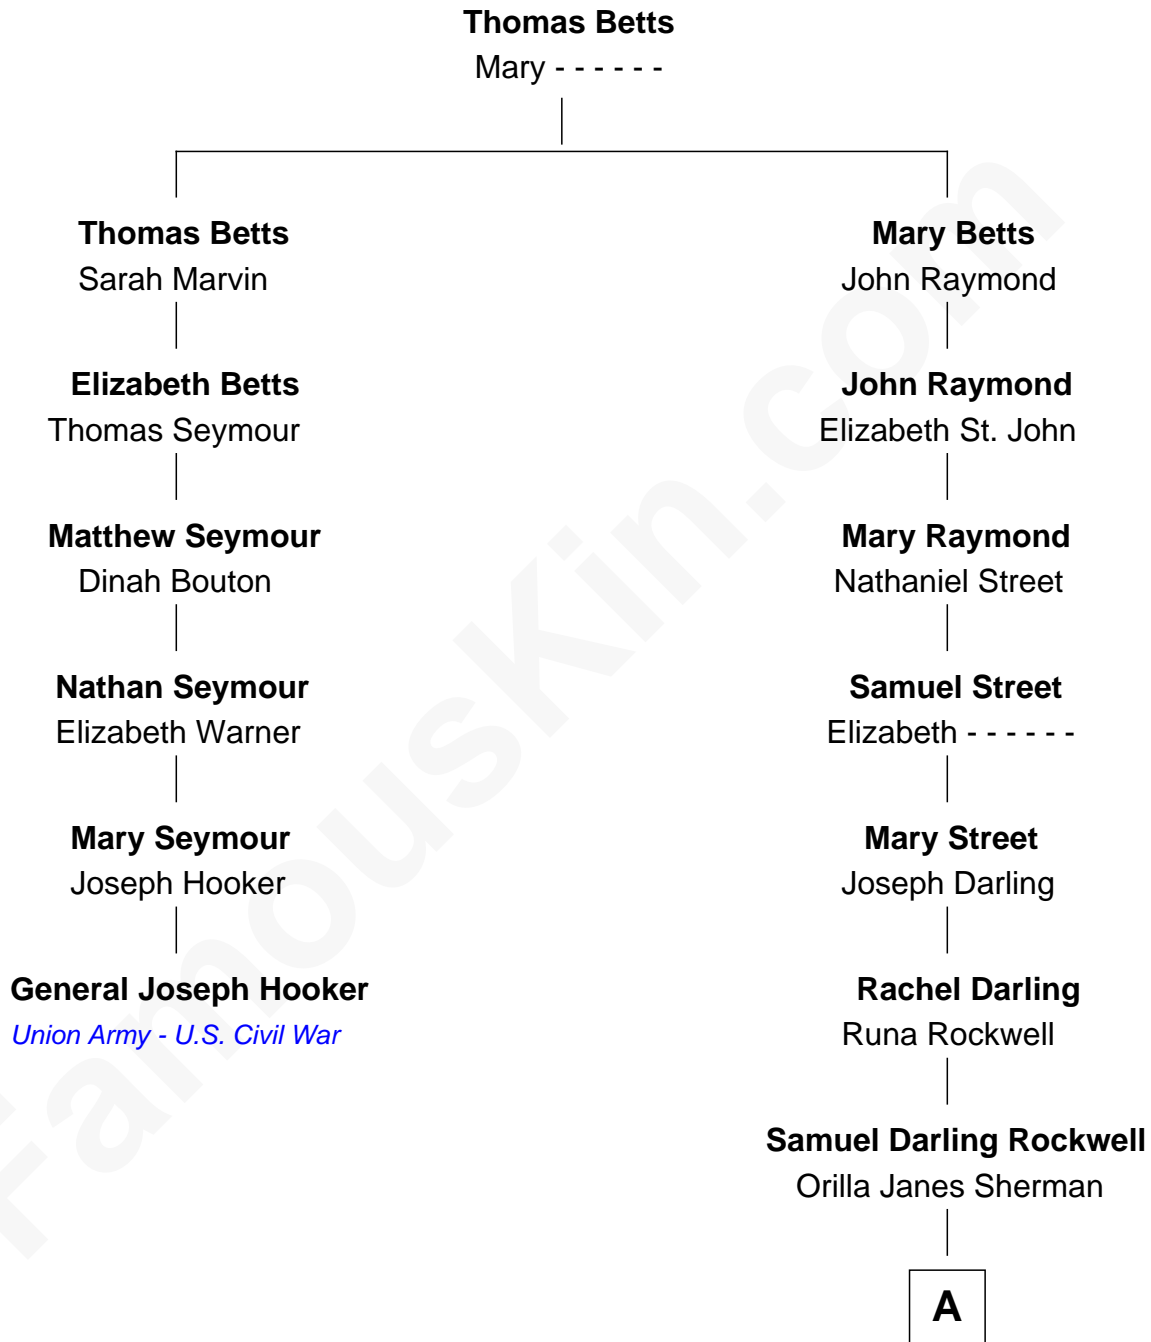 Thomas Betts
Mary - - - - - -
Thomas Betts
Sarah Marvin
Mary Betts
John Raymond
Elizabeth Betts
Thomas Seymour
John Raymond
Elizabeth St. John
Matthew Seymour
Dinah Bouton
Mary Raymond
Nathaniel Street
Nathan Seymour
Elizabeth Warner
Samuel Street
Elizabeth - - - - - -
Mary Seymour
Joseph Hooker
Mary Street
Joseph Darling
General Joseph Hooker
Union Army - U.S. Civil War
Rachel Darling
Runa Rockwell
Samuel Darling Rockwell
Orilla Janes Sherman
A
FamousKin.com